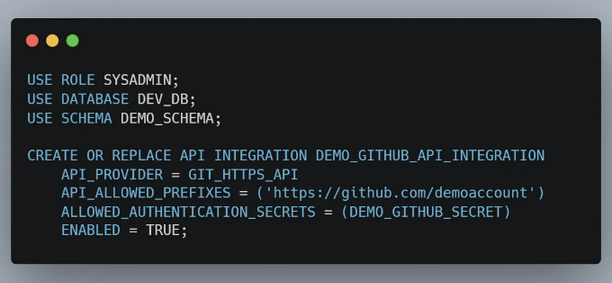 USE ROLE SYSADMIN;
USE DATABASE DEV_DB;
USE SCHEMA DEMO_SCHEMA;
CREATE OR REPLACE API INTEGRATION DEMO_GITHUB_API_INTEGRATION
API_PROVIDER = GIT_HTTPS_API
API_ALLOWED_PREFIXES = ('https://github.com/demoaccount')
ALLOWED_AUTHENTICATION_SECRETS = (DEMO_GITHUB_SECRET)
ENABLED = TRUE;